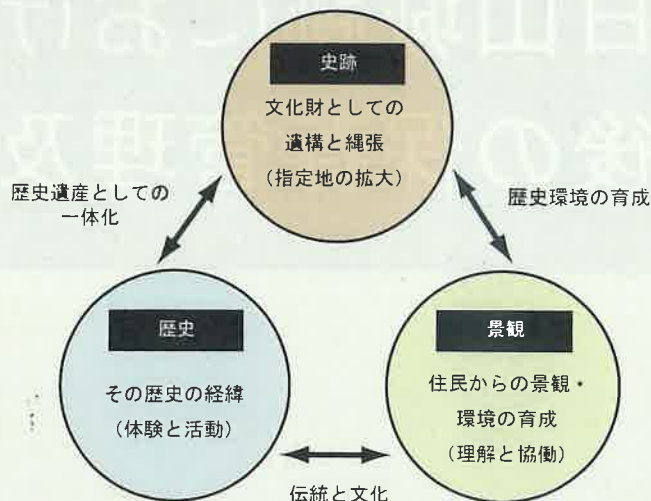 史跡
文化財としての
遺構と縄張
(指定地の拡大)
歴史遺産としての
一体化
歴史環境の育成
歴史
その歴史の経緯
(体験と活動)
景観
住民からの景観・
環境の育成
(理解と協働)
伝統と文化